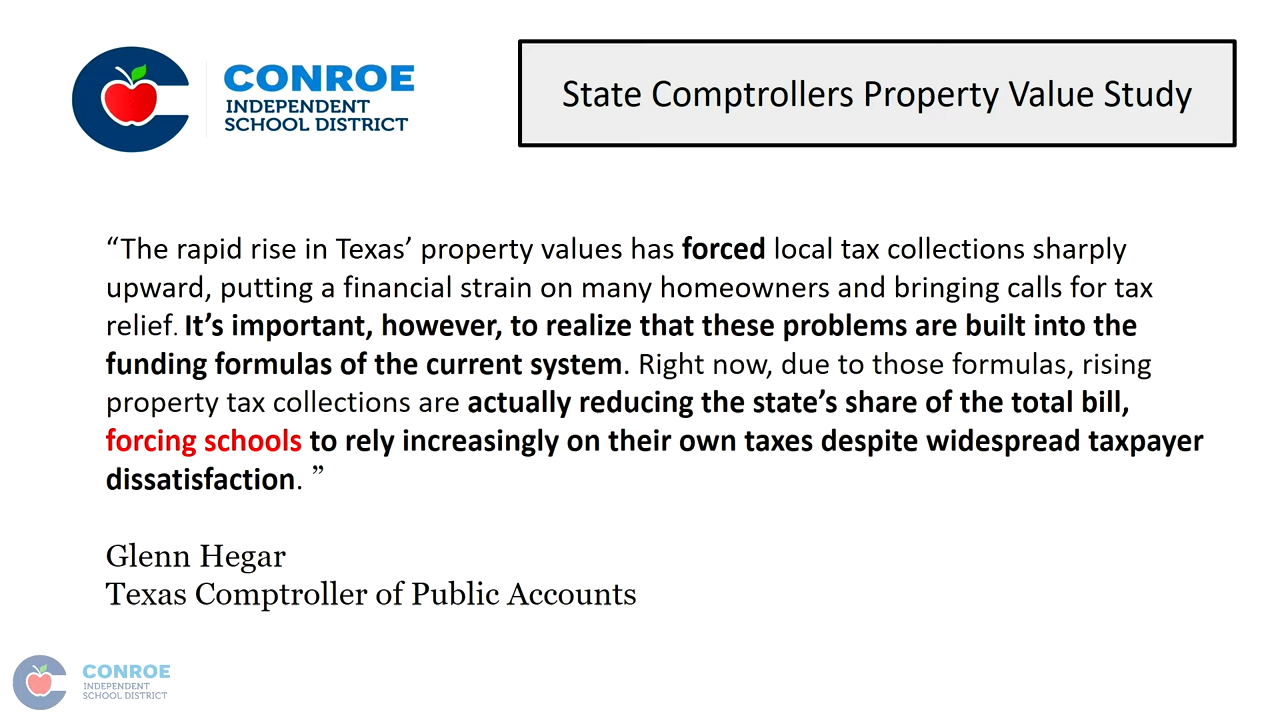 CONROE
INDEPENDENT
SCHOOL DISTRICT
State Comptrollers Property Value Study
“The rapid rise in Texas’ property values has forced local tax collections sharply
upward, putting a financial strain on many homeowners and bringing calls for tax
relief. It’s important, however, to realize that these problems are built into the
funding formulas of the current system. Right now, due to those formulas, rising
property tax collections are actually reducing the state’s share of the total bill,
forcing schools to rely increasingly on their own taxes despite widespread taxpayer
dissatisfaction. ”
Glenn Hegar
Texas Comptroller of Public Accounts
CONROE
INDEPENDENT
SCHOOL DISTRICT